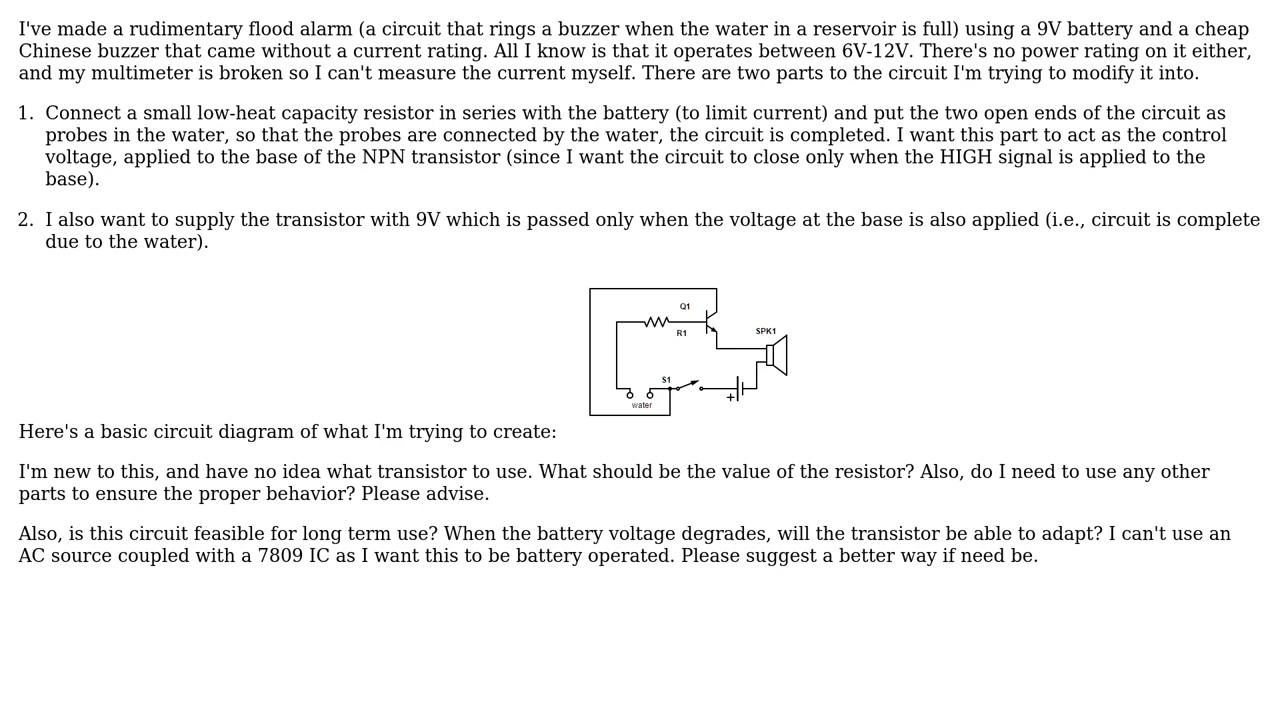 I've made a rudimentary flood alarm (a circuit that rings a buzzer when the water in a reservoir is full) using a 9V battery and a cheap
Chinese buzzer that came without a current rating. All I know is that it operates between 6V-12V. There's no power rating on it either,
and my multimeter is broken so I can't measure the current myself. There are two parts to the circuit I'm trying to modify it into.
1. Connect a small low-heat capacity resistor in series with the battery (to limit current) and put the two open ends of the circuit as
probes in the water, so that the probes are connected by the water, the circuit is completed. I want this part to act as the control
voltage, applied to the base of the NPN transistor (since I want the circuit to close only when the HIGH signal is applied to the
base).
2. I also want to supply the transistor with 9V which is passed only when the voltage at the base is also applied (i.e., circuit is complete
due to the water).
Q1
R1
SPK1
S1
+
water
Here's a basic circuit diagram of what I'm trying to create:
I'm new to this, and have no idea what transistor to use. What should be the value of the resistor? Also, do I need to use any other
parts to ensure the proper behavior? Please advise.
Also, is this circuit feasible for long term use? When the battery voltage degrades, will the transistor be able to adapt? I can't use an
AC source coupled with a 7809 IC as I want this to be battery operated. Please suggest a better way if need be.